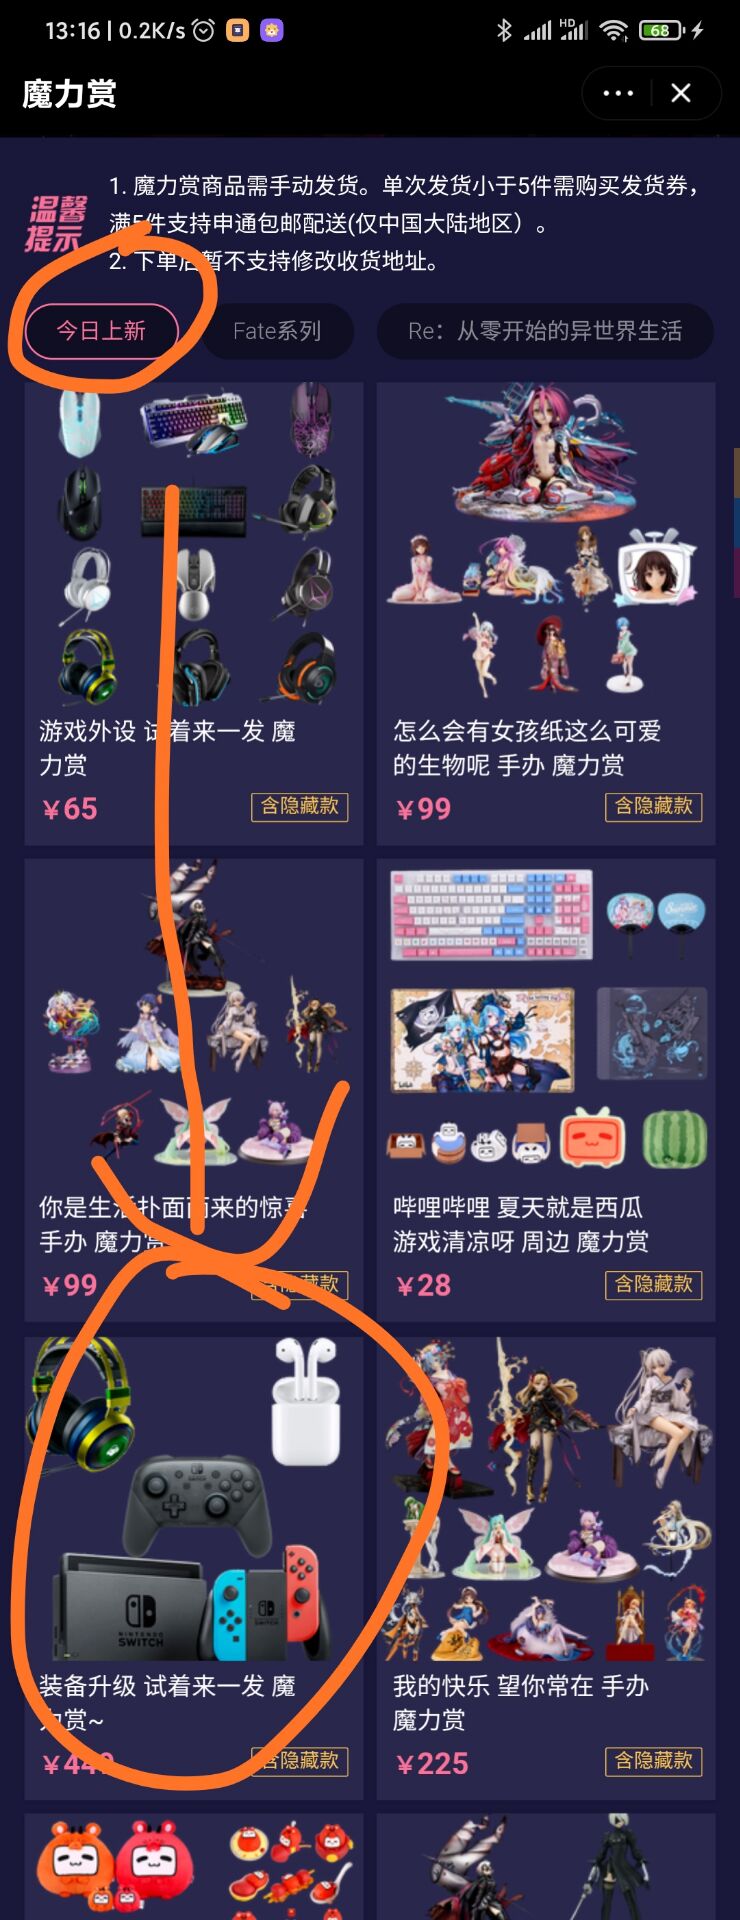 13:16 | 0.2K/s
HD
68
魔力赏
温馨
提示
1. 魔力赏商品需手动发货。单次发货小于5件需购买发货券，
满5件支持申通包邮配送(仅中国大陆地区）。
2. 下单后暂不支持修改收货地址。
今日上新
Fate系列
Re：从零开始的异世界生活
游戏外设 试着来一发 魔
力赏
¥65
含隐藏款
怎么会有女孩纸这么可爱
的生物呢 手办 魔力赏
¥99
含隐藏款
你是生活扑面而来的惊喜
手办 魔力赏
¥99
含隐藏款
哔哩哔哩 夏天就是西瓜
游戏清凉呀 周边 魔力赏
¥28
含隐藏款
NINTENDO
SWITCH
装备升级 试着来一发 魔
力赏~
¥449
含隐藏款
我的快乐 望你常在 手办
魔力赏
¥225
含隐藏款